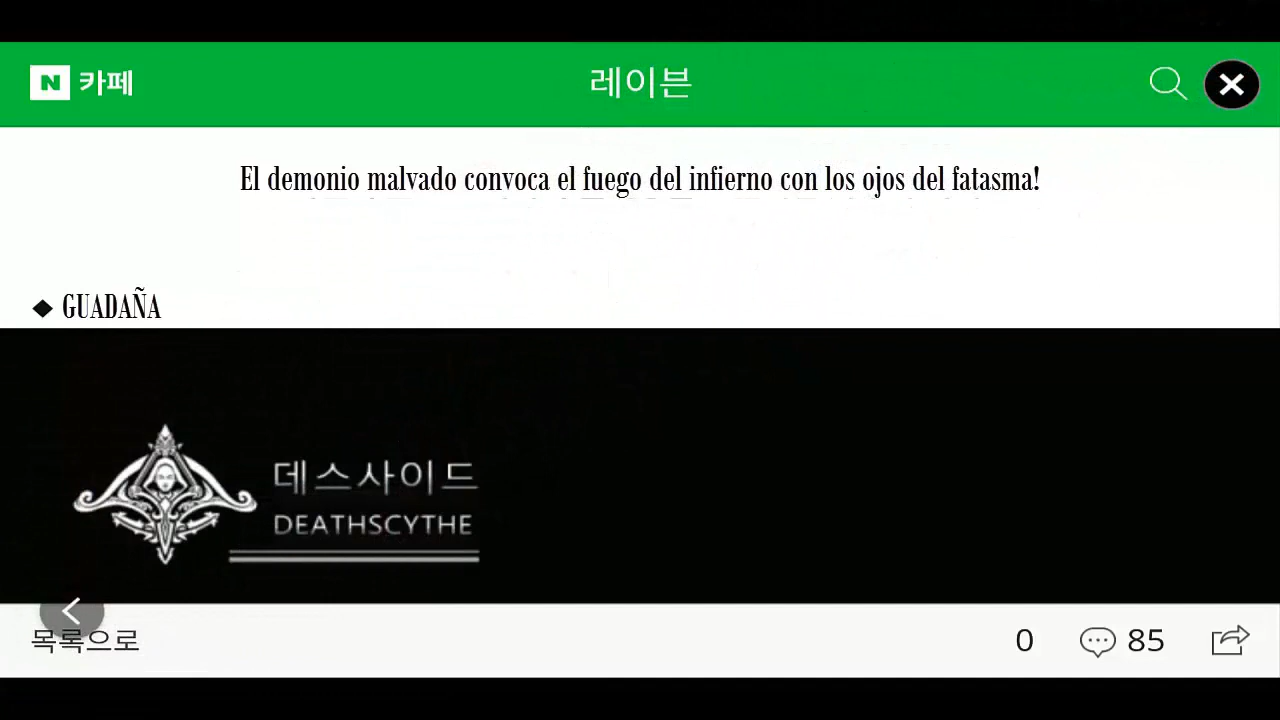 N 카페
레이븐
El demonio malvado convoca el fuego del infierno con los ojos del fatasma!
◆ GUADAÑA
데스사이드
DEATHSCYTHE
목록으로
0
85